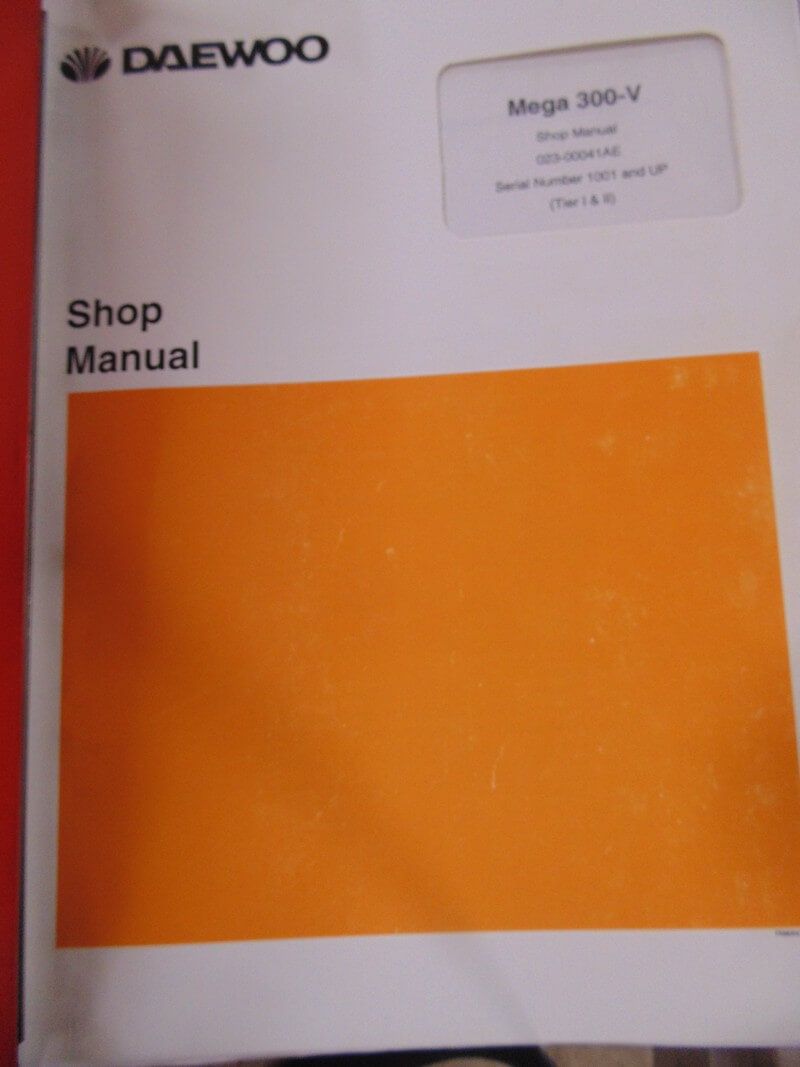 DAEWOO
Mega 300-V
Shop Manual
023-00041AE
Serial Number 1001 and UP
(Tier I & II)
Shop
Manual